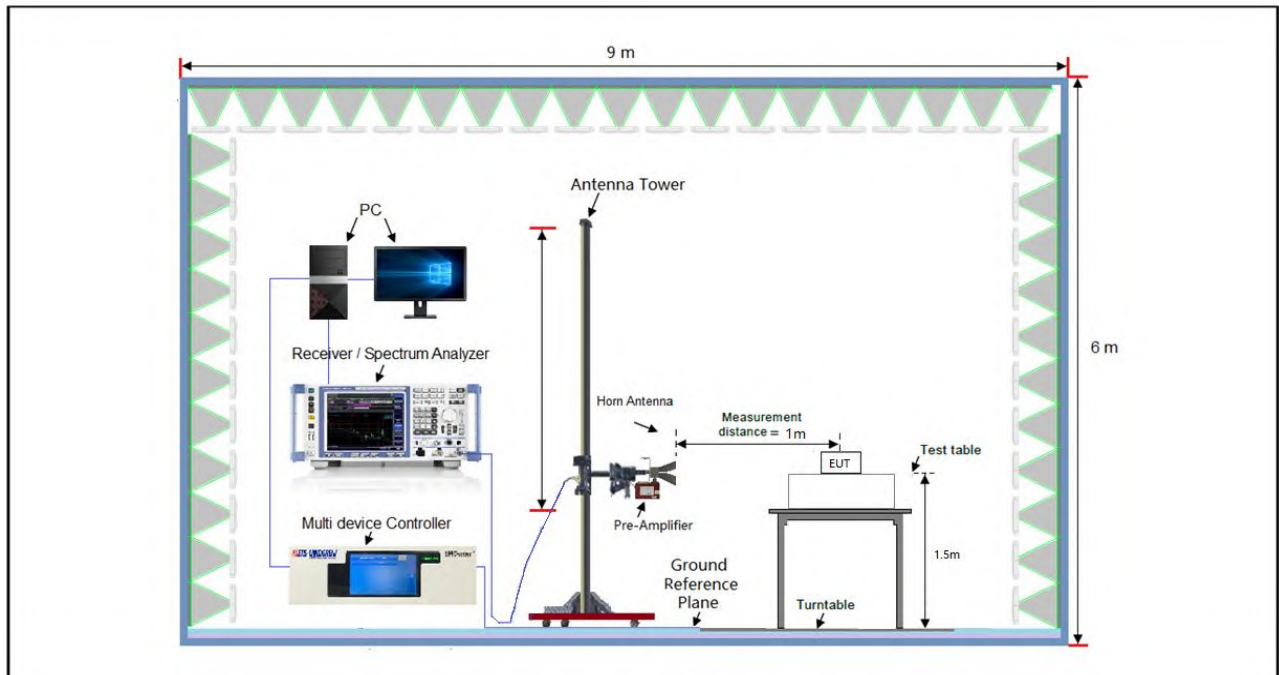 9 m
Antenna Tower
PC
6 m
Receiver / Spectrum Analyzer
Horn Antenna
Measurement
distance = 1m
EUT
Test table
Pre-Amplifier
Multi device Controller
1.5m
Ground
Reference
Plane
Turntable